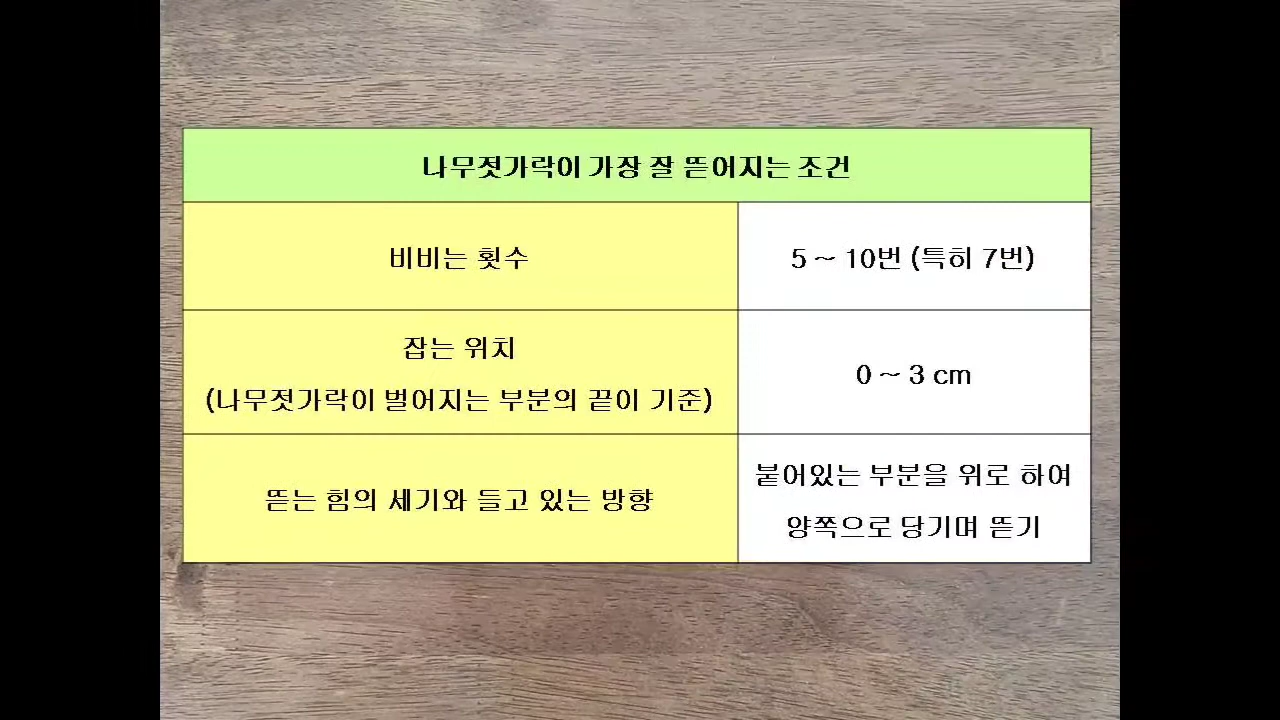 나무젓가락이 가장 잘 뜯어지는 조건
비비는 횟수
5 ~ 10번 (특히 7번)
잡는 위치
(나무젓가락이 벌어지는 부분의 끝이 기준)
0 ~ 3 cm
뜯는 힘의 세기와 들고 있는 방향
붙어있는 부분을 위로 하여
양쪽으로 당기며 뜯기